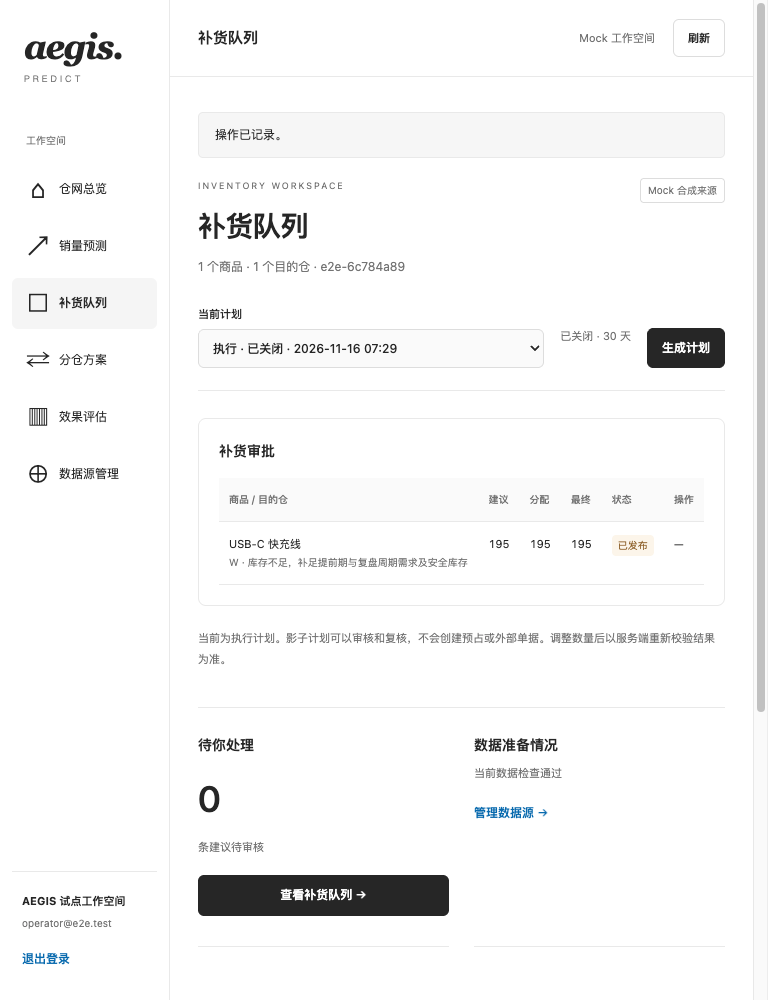 aegis.
PREDICT
工作空间
仓网总览
销量预测
补货队列
分仓方案
效果评估
数据源管理
AEGIS 试点工作空间
operator@e2e.test
退出登录
补货队列
Mock 工作空间
刷新
操作已记录。
INVENTORY WORKSPACE
Mock 合成来源
补货队列
1 个商品 · 1 个目的仓 · e2e-6c784a89
当前计划
执行 · 已关闭 · 2026-11-16 07:29
已关闭 · 30 天
生成计划
补货审批
商品 / 目的仓 建议 分配 最终 状态 操作
USB-C 快充线 195 195 195 已发布 —
W · 库存不足，补足提前期与复盘周期需求及安全库存
当前为执行计划。影子计划可以审核和复核，不会创建预占或外部单据。调整数量后以服务端重新校验结果
为准。
待你处理
0
条建议待审核
查看补货队列 →
数据准备情况
当前数据检查通过
管理数据源 →